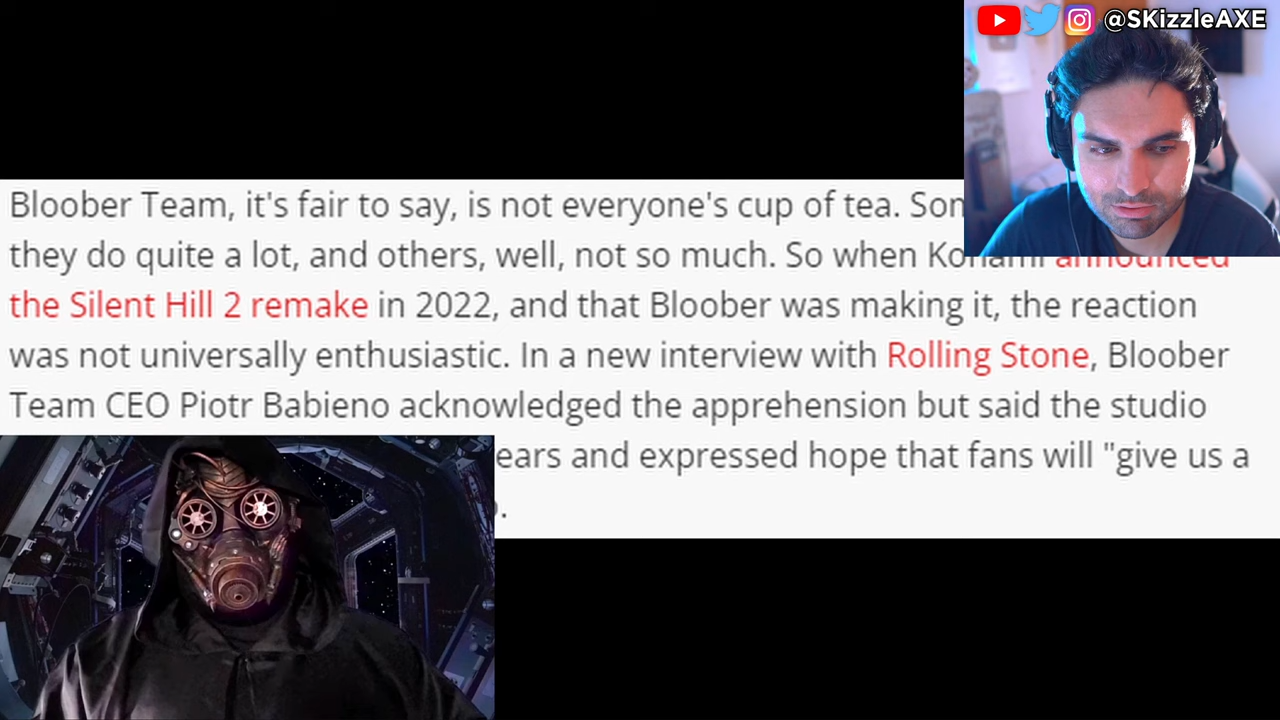 @SKizzleAXE
Bloober Team, it's fair to say, is not everyone's cup of tea.
they do quite a lot, and others, well, not so much. So when Konami announced
the Silent Hill 2 remake in 2022, and that Bloober was making it, the reaction
was not universally enthusiastic. In a new interview with Rolling Stone, Bloober
Team CEO Piotr Babieno acknowledged the apprehension but said the studio
and expressed hope that fans will "give us a